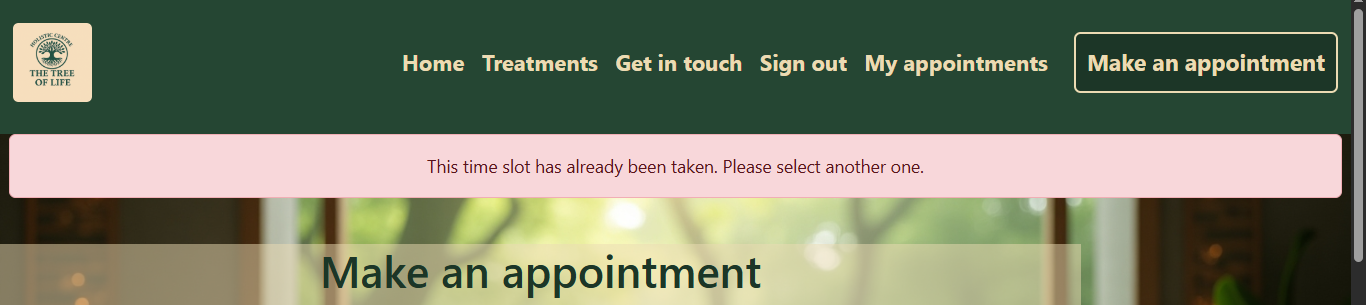 HOLISTIC CENTRE
THE TREE
OF LIFE
Home Treatments Get in touch Sign out My appointments Make an appointment
This time slot has already been taken. Please select another one.
Make an appointment